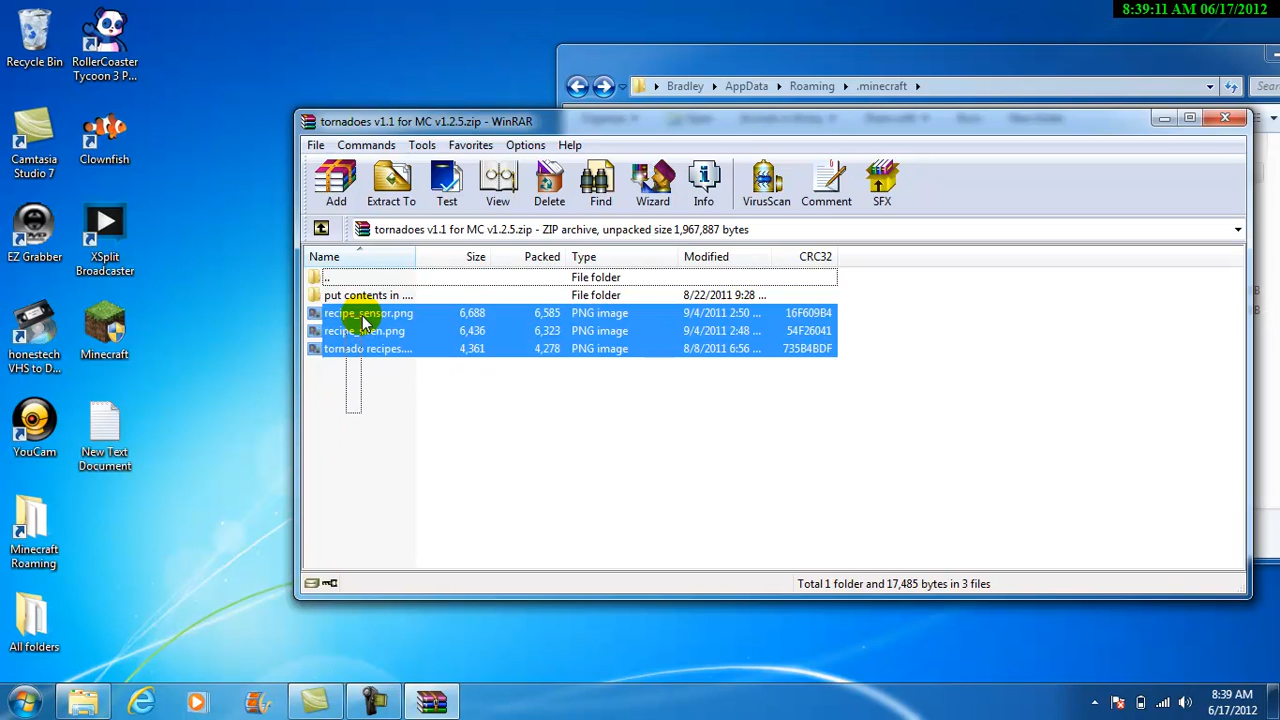 8:39:11 AM 06/17/2012
Recycle Bin
RollerCoaster
Tycoon 3 P...
Camtasia
Studio 7
Clownfish
EZ Grabber
XSplit
Broadcaster
honestech
VHS to D...
Minecraft
YouCam
New Text
Document
Minecraft
Roaming
All folders
Bradley
AppData
Roaming
.minecraft
Sear
tornadoes v1.1 for MC v1.2.5.zip - WinRAR
File Commands Tools Favorites Options Help
Add Extract To Test View Delete Find Wizard Info VirusScan Comment SFX
tornadoes v1.1 for MC v1.2.5.zip - ZIP archive, unpacked size 1,967,887 bytes
Name Size Packed Type Modified CRC32
.. File folder
put contents in .... File folder 8/22/2011 9:28 ...
recipe_sensor.png 6,688 6,585 PNG image 9/4/2011 2:50 ... 16F609B4
6,436 6,323 PNG image 9/4/2011 2:48 ... 54F26041
tornado recipes.... 4,361 4,278 PNG image 8/8/2011 6:56 ... 735B4BDF
Total 1 folder and 17,485 bytes in 3 files
8:39 AM
6/17/2012